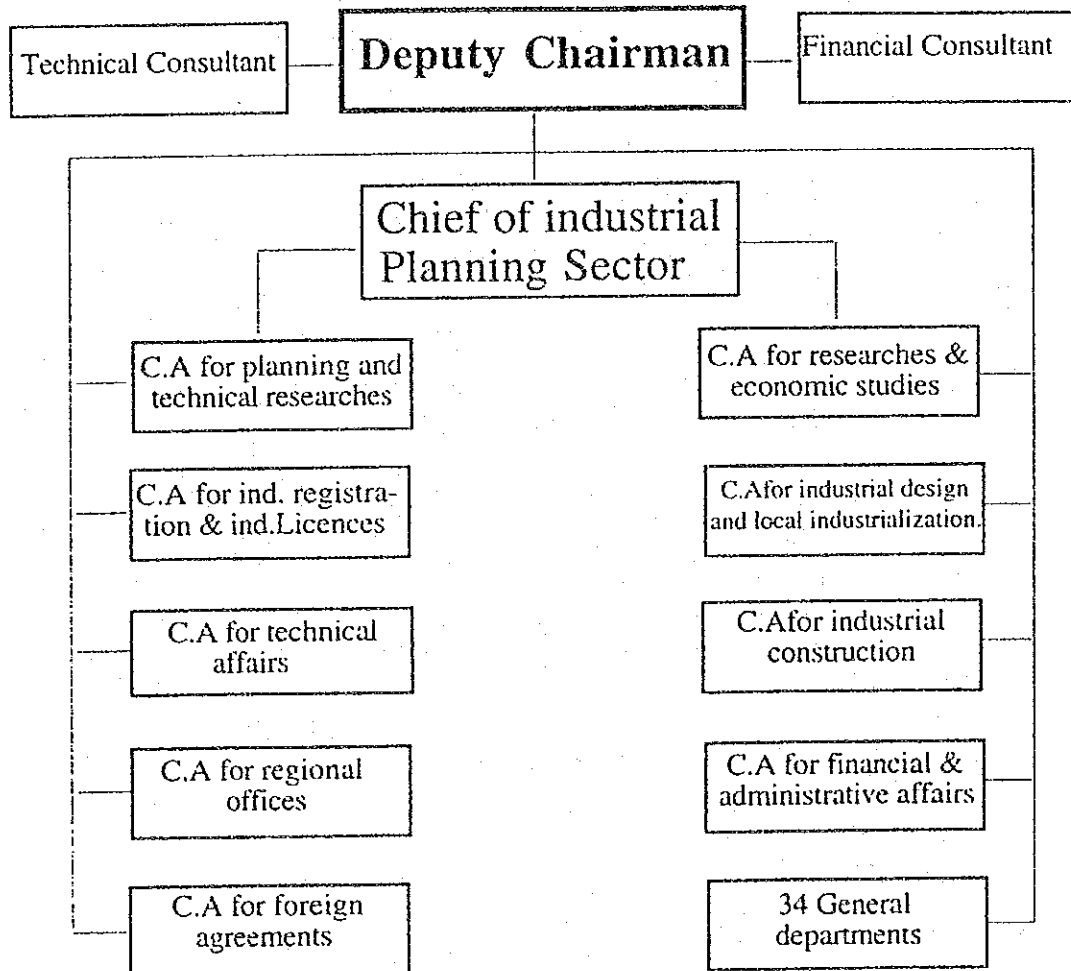 Technical Consultant
Deputy Chairman
Financial Consultant
Chief of industrial
Planning Sector
C.A for planning and
technical researches
C.A for researches &
economic studies
C.A for ind. registra-
tion & ind.Licences
C.Afor industrial design
and local industrialization.
C.A for technical
affairs
C.Afor industrial
construction
C.A for regional
offices
C.A for financial &
administrative affairs
C.A for foreign
agreements
34 General
departments